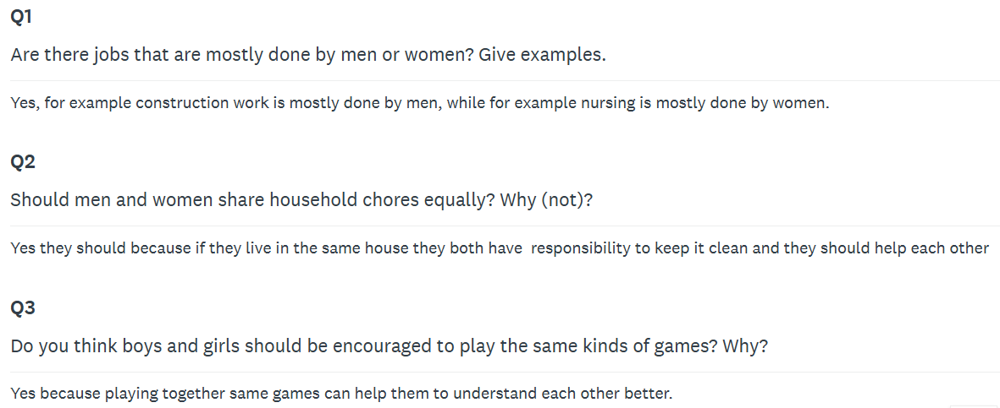 Q1
Are there jobs that are mostly done by men or women? Give examples.
Yes, for example construction work is mostly done by men, while for example nursing is mostly done by women.
Q2
Should men and women share household chores equally? Why (not)?
Yes they should because if they live in the same house they both have  responsibility to keep it clean and they should help each other
Q3
Do you think boys and girls should be encouraged to play the same kinds of games? Why?
Yes because playing together same games can help them to understand each other better.